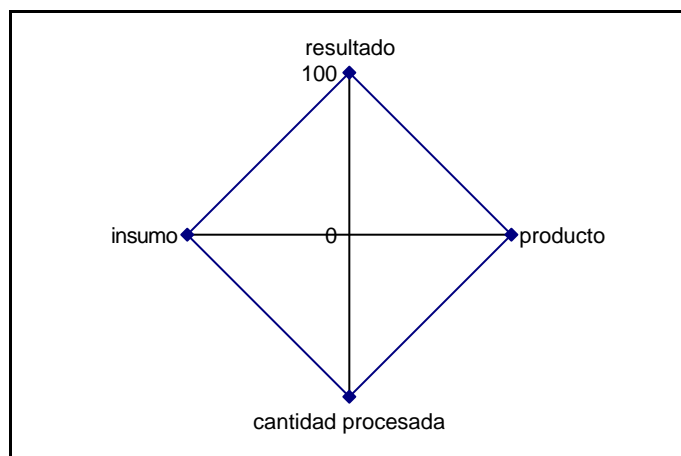 resultado
100
insumo
0
producto
cantidad procesada